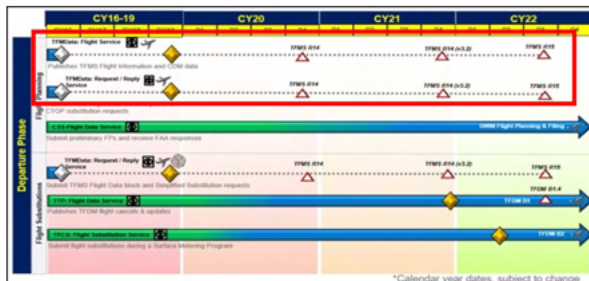 CY16-19 CY20 CY21 CY22
Departure Phase
Flight Planning
TFMData: Flight Service
TFMS R14 TFMS R14 (v3.2) TFMS R15
Publishes TFMS Flight Information and CDM data
TFMData: Request / Reply Service
TFMS R14 TFMS R14 (v3.2) TFMS R15
CTOP substitution requests
CSS-Flight Data Service
Flight Planning & Filing
Submit preliminary FPs and receive FAA responses
Flight Substitutions
TFMData: Request / Reply Service
TFMS R14 TFMS R14 (v3.2) TFMS R15
Submit TFMS Flight Data block and Simplified Substitution requests
TFDM D1.4
TTP: Flight Data Service
TFDM D1
Publishes TFDM flight cancels & updates
TFCS: Flight Substitution Service
TFDM D2
Submit flight substitutions during a Surface Metering Program
*Calendar year dates, subject to change